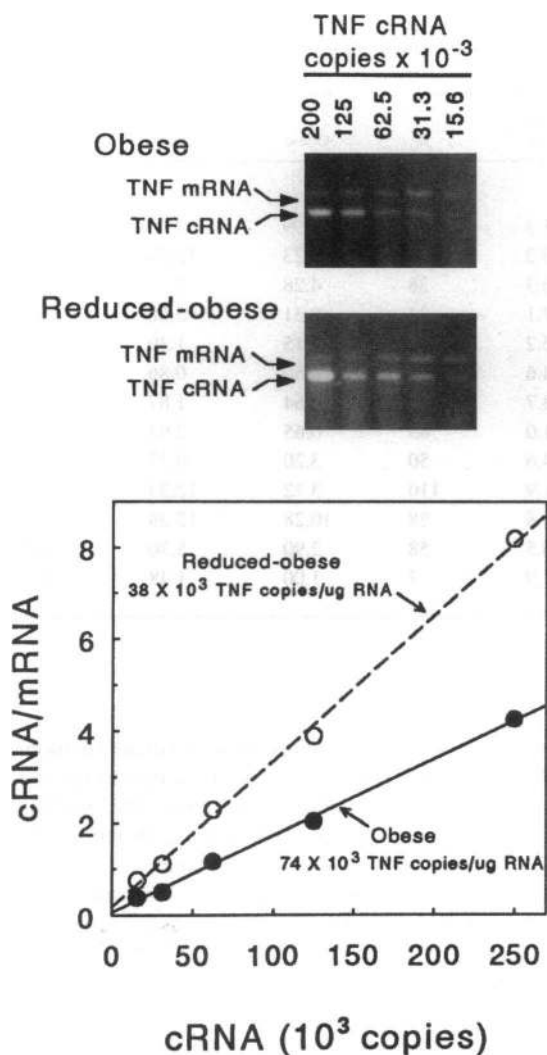 TNF cRNA
copies x 10-3
200 125 62.5 31.3 15.6
Obese
TNF mRNA
TNF cRNA
Reduced-obese
TNF mRNA
TNF cRNA
8
6
4
2
0
cRNA/mRNA
Reduced-obese
38 X 103 TNF copies/ug RNA
Obese
74 X 103 TNF copies/ug RNA
0 50 100 150 200 250
cRNA (103 copies)